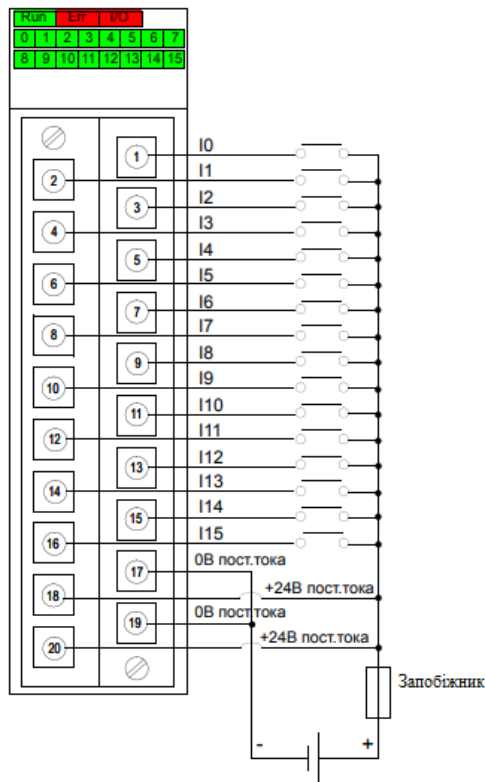 Run Err I/O
0 1 2 3 4 5 6 7
8 9 10 11 12 13 14 15
1 I0
2 I1
3 I2
4 I3
5 I4
6 I5
7 I6
8 I7
9 I8
10 I9
11 I10
12 I11
13 I12
14 I13
15 I14
16 I15
17 0В пост.тока
18 +24В пост.тока
19 0В пост.тока
20 +24В пост.тока
Запобіжник
- +